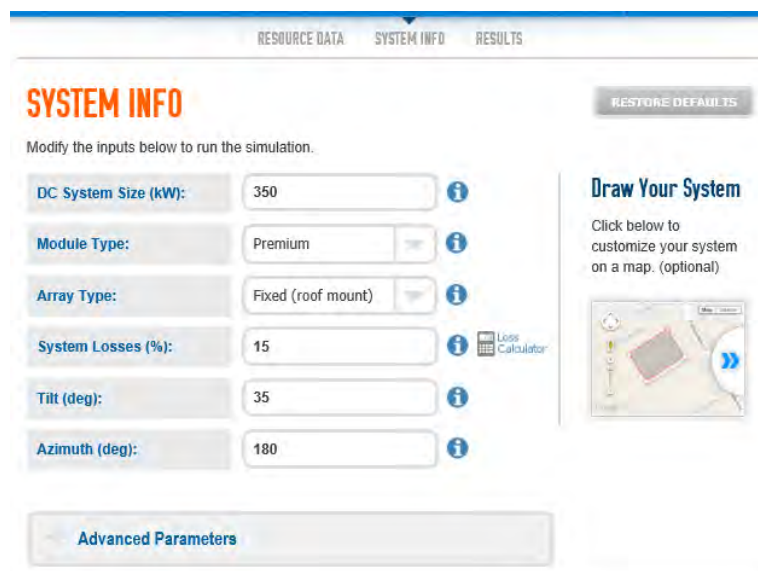 RESOURCE DATA SYSTEM INFO RESULTS
SYSTEM INFO
RESTORE DEFAULTS
Modify the inputs below to run the simulation.
DC System Size (kW): 350
Module Type: Premium
Array Type: Fixed (roof mount)
System Losses (%): 15
Loss
Calculator
Tilt (deg): 35
Azimuth (deg): 180
Draw Your System
Click below to
customize your system
on a map. (optional)
Advanced Parameters